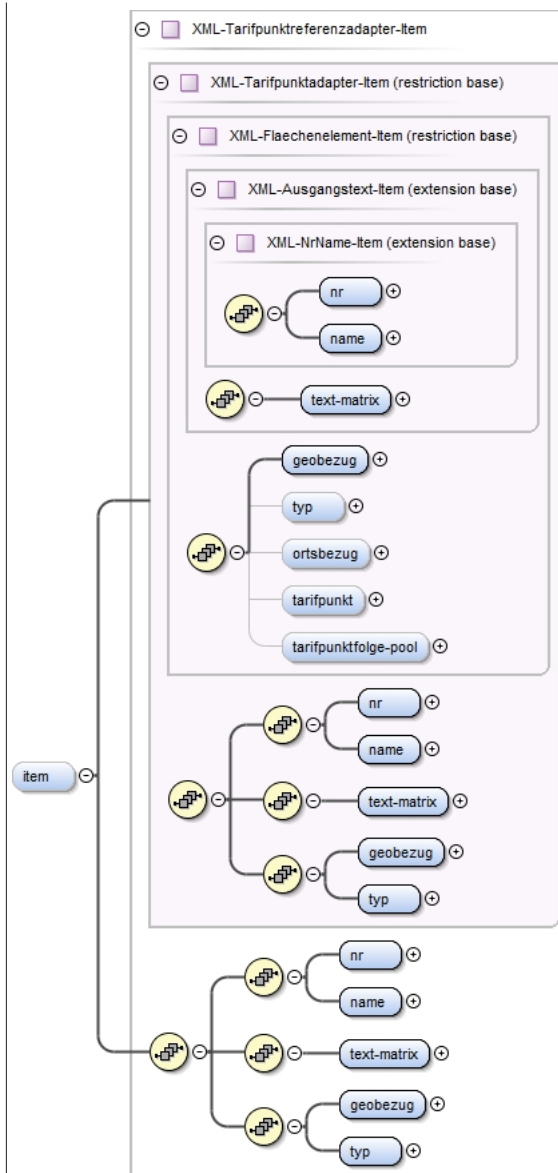 XML-Tarifpunktreferenzadapter-Item
XML-Tarifpunktadapter-Item (restriction base)
XML-Flaechenelement-Item (restriction base)
XML-Ausgangstext-Item (extension base)
XML-NrName-Item (extension base)
nr
name
text-matrix
geobezug
typ
ortsbezug
tarifpunkt
tarifpunktfolge-pool
nr
name
item
text-matrix
geobezug
typ
nr
name
text-matrix
geobezug
typ